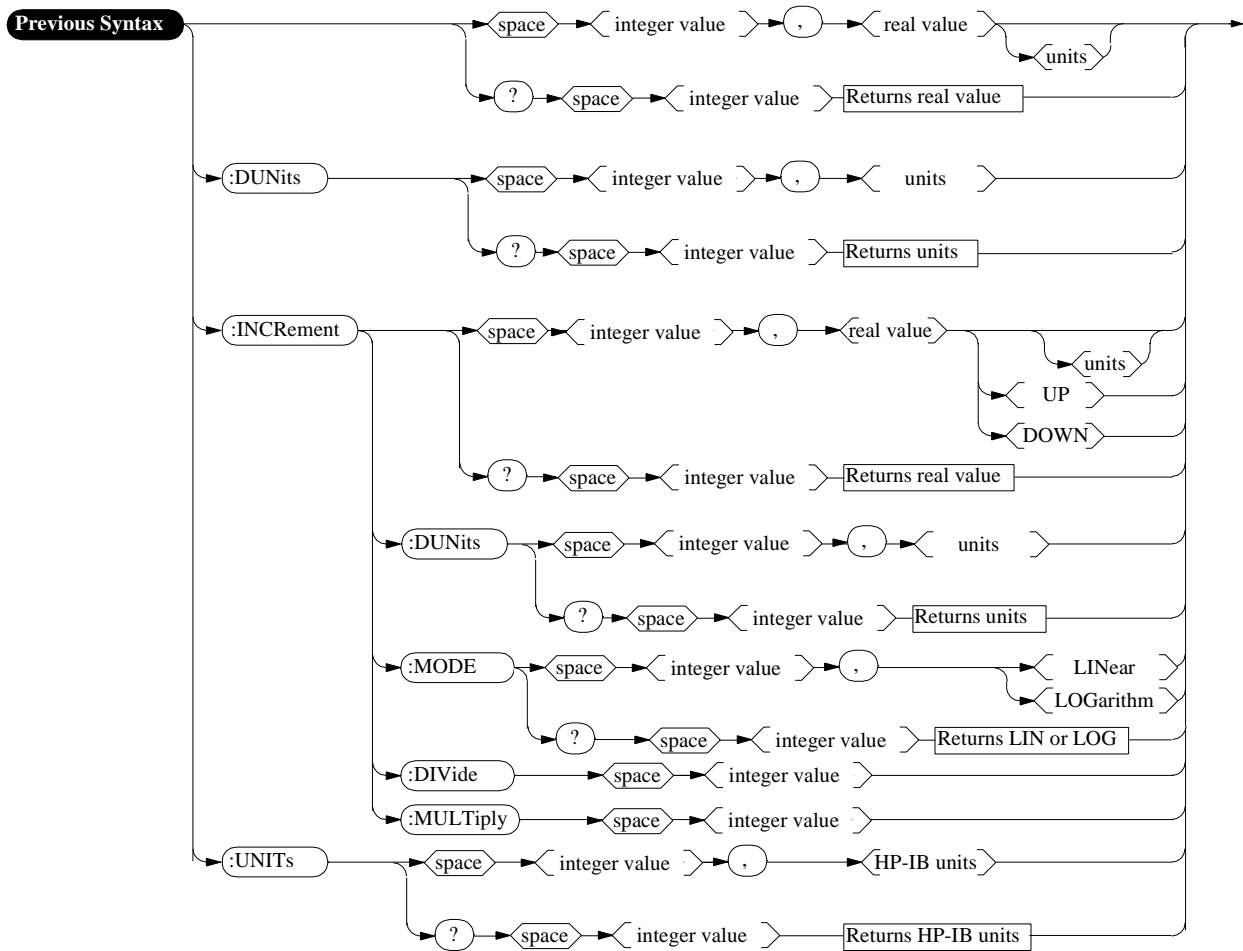 Previous Syntax space integer value , real value
units
? space integer value Returns real value
:DUNits space integer value , units
? space integer value Returns units
:INCRement space integer value , real value
units
UP
DOWN
? space integer value Returns real value
:DUNits space integer value , units
? space integer value Returns units
:MODE space integer value , LINear
LOGarithm
? space integer value Returns LIN or LOG
:DIVide space integer value
:MULTiply space integer value
:UNITs space integer value , HP-IB units
? space integer value Returns HP-IB units